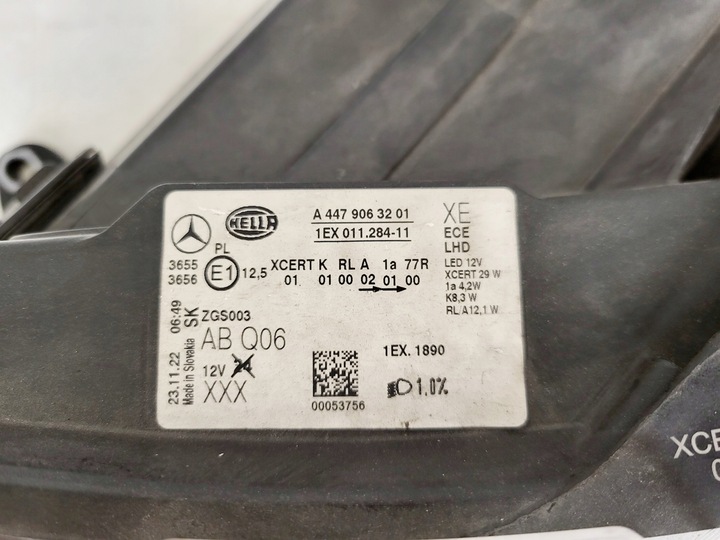 HELLA
A 447 906 32 01
1EX 011.284-11
XE
ECE
LHD
LED 12V
XCERT 29 W
1a 4,2W
K8,3 W
RL A12,1 W
PL
3655
3656
E1
12,5
XCERT K RL A 1a 77R
01 01 00 02 01 00
23.11.22 06:49
Made in Slovakia SK
ZGS003
AB Q06
12V 24
XXX
00053756
1EX. 1890
1.0%
XCE